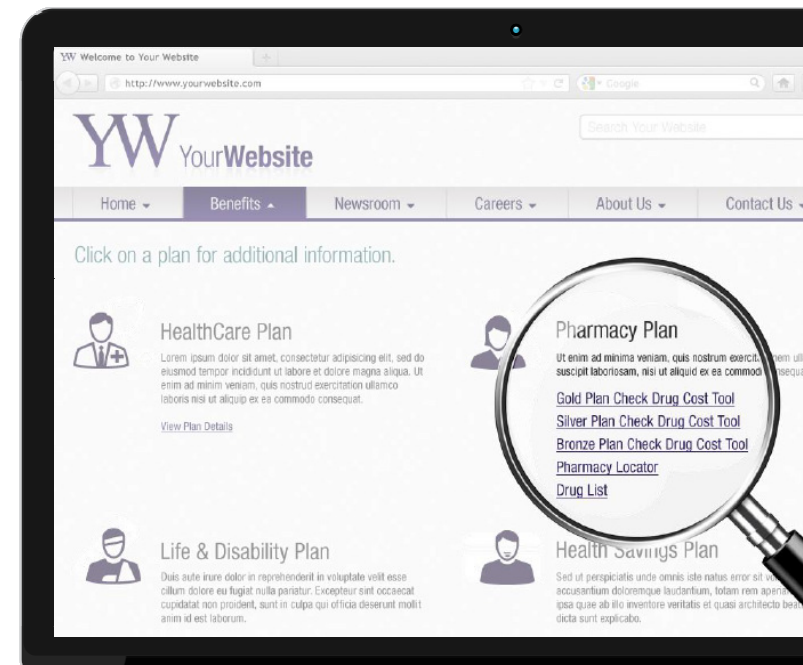 YW Welcome to Your Website
http://www.yourwebsite.com
Google
YW YourWebsite
Search Your Website
Home
Benefits
Newsroom
Careers
About Us
Contact Us
Click on a plan for additional information.
HealthCare Plan
Lorem ipsum dolor sit amet, consectetur adipisicing elit, sed do
eiusmod tempor incididunt ut labore et dolore magna aliqua. Ut
enim ad minim veniam, quis nostrud exercitation ullamco
laboris nisi ut aliquip ex ea commodo consequat.
View Plan Details
Pharmacy Plan
Ut enim ad minima veniam, quis nostrum exercit
suscipit laboriosam, nisi ut aliquid ex ea commodi
Gold Plan Check Drug Cost Tool
Silver Plan Check Drug Cost Tool
Bronze Plan Check Drug Cost Tool
Pharmacy Locator
Drug List
Life & Disability Plan
Duis aute irure dolor in reprehenderit in voluptate velit esse
cillum dolore eu fugiat nulla pariatur. Excepteur sint occaecat
cupidatat non proident, sunt in culpa qui officia deserunt mollit
anim id est laborum.
Health Savings Plan
Sed ut perspiciatis unde omnis iste natus error sit
accusantium doloremque laudantium, totam rem
ipsa quae ab illo inventore veritatis et quasi architecto
dicta sunt explicabo.